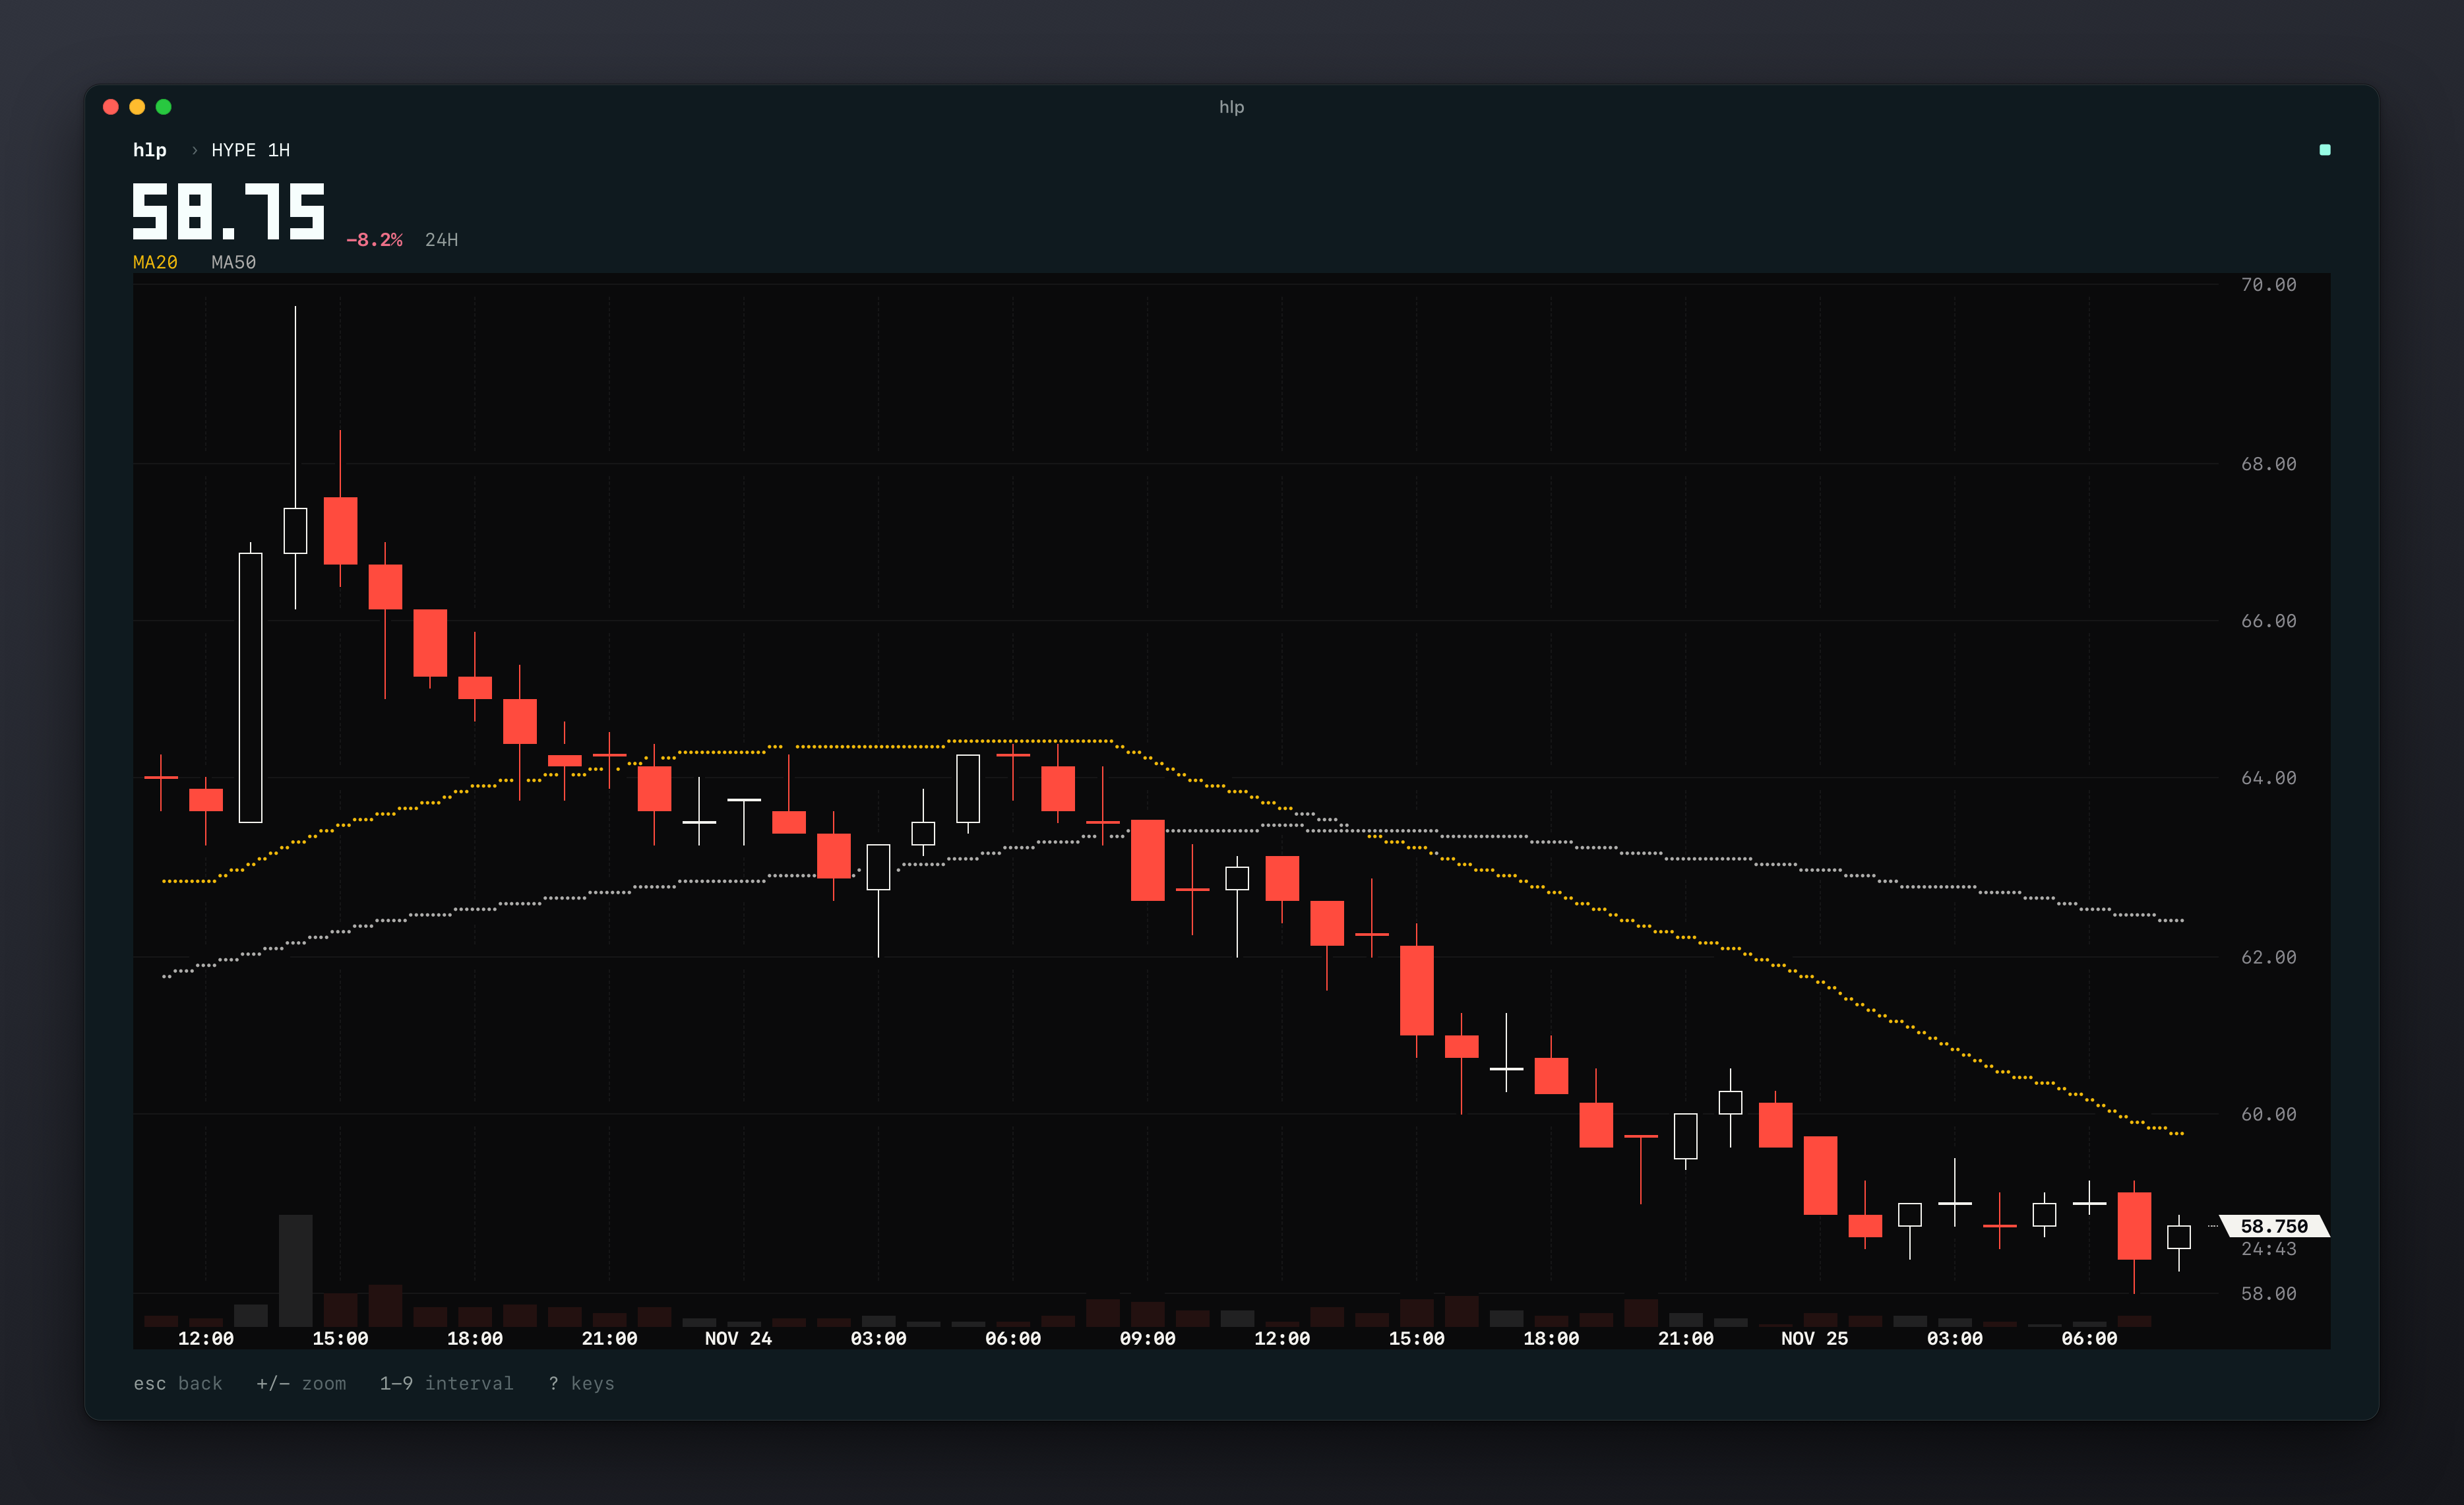 hlp
hlp › HYPE 1H
58.75 −8.2% 24H
MA20 MA50
70.00
68.00
66.00
64.00
62.00
60.00
58.750
24:43
58.00
12:00 15:00 18:00 21:00 NOV 24 03:00 06:00 09:00 12:00 15:00 18:00 21:00 NOV 25 03:00 06:00
esc back +/− zoom 1−9 interval ? keys